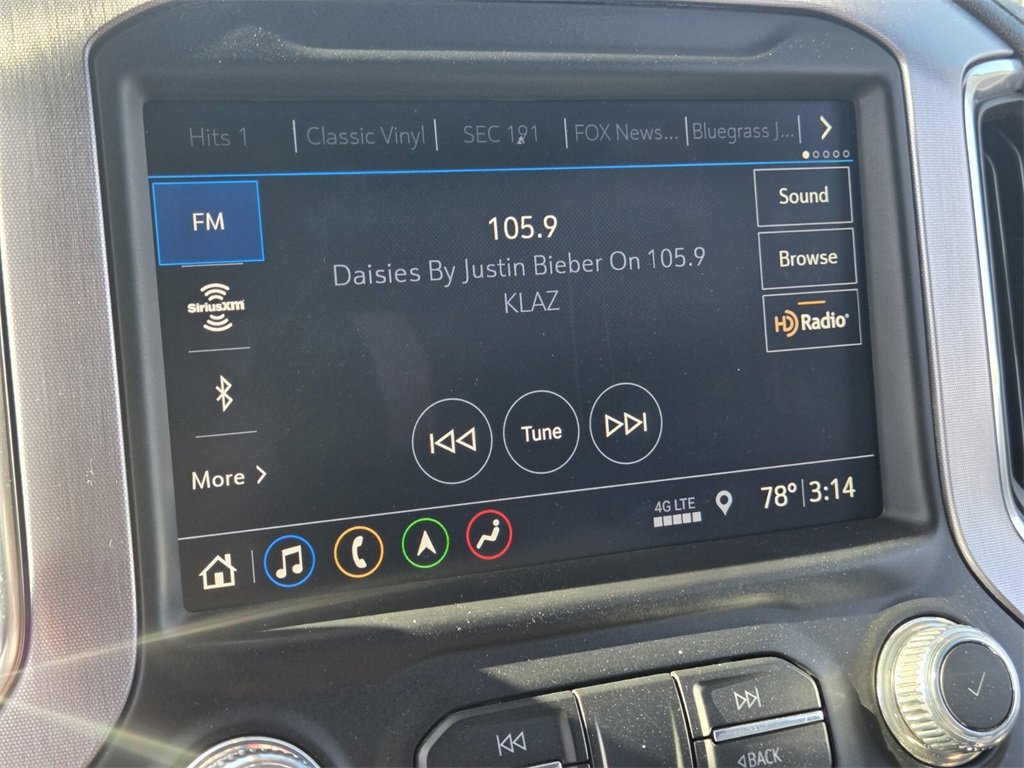 Hits 1 Classic Vinyl SEC 191 FOX News... Bluegrass J...
FM
105.9
Daisies By Justin Bieber On 105.9
KLAZ
Sound
Browse
HD Radio®
SiriusXM
More
Tune
4G LTE
78° 3:14
BACK